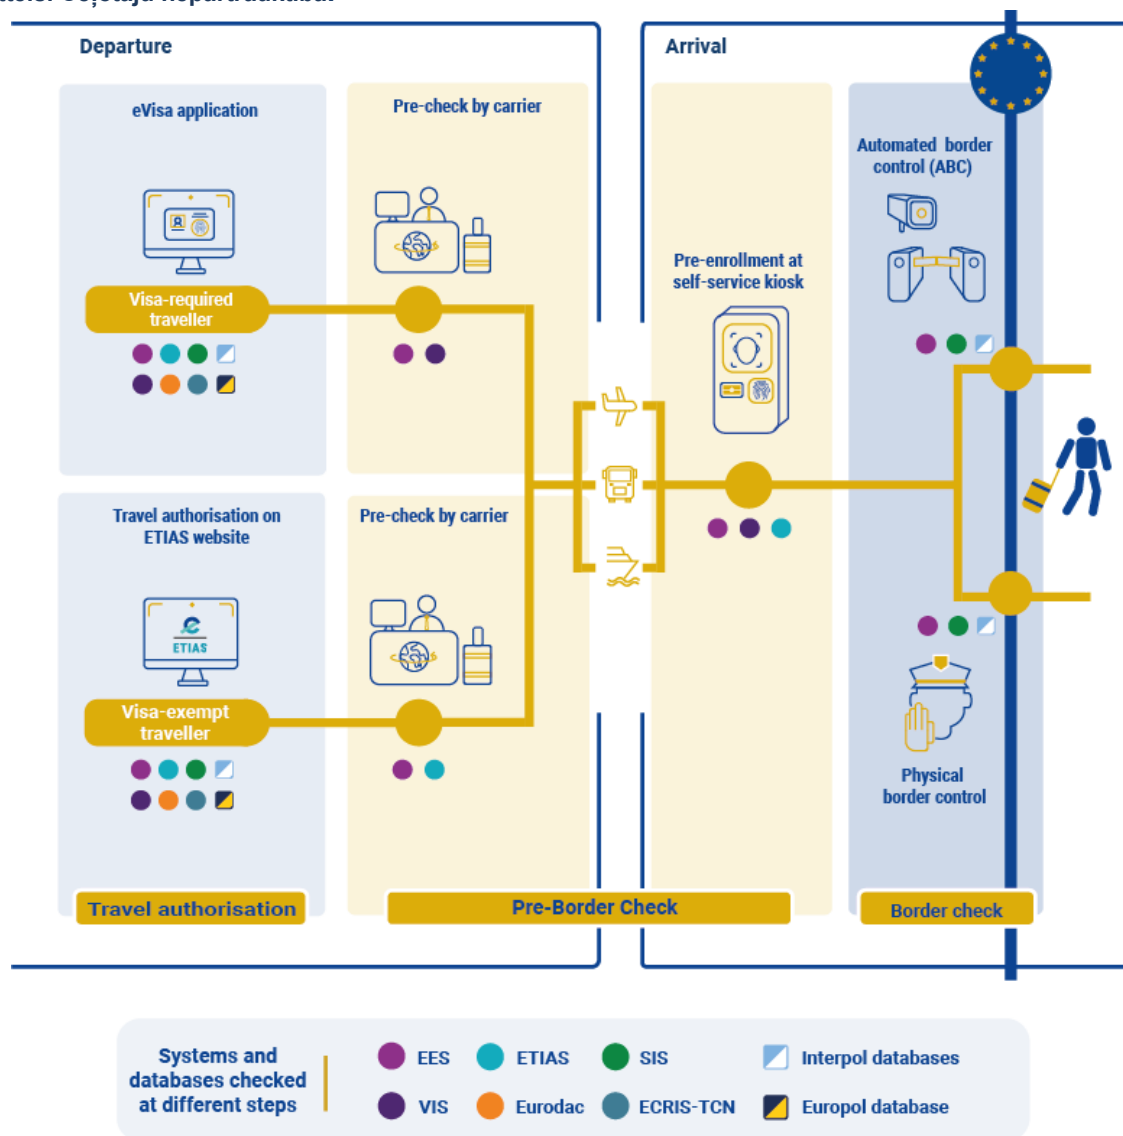 Departure
Arrival
eVisa application
Pre-check by carrier
Automated border
control (ABC)
Pre-enrollment at
self-service kiosk
Visa-required
traveller
Travel authorisation on
ETIAS website
Pre-check by carrier
ETIAS
Visa-exempt
traveller
Physical
border control
Travel authorisation
Pre-Border Check
Border check
Systems and
databases checked
at different steps
EES
ETIAS
SIS
Interpol databases
VIS
Eurodac
ECRIS-TCN
Europol database